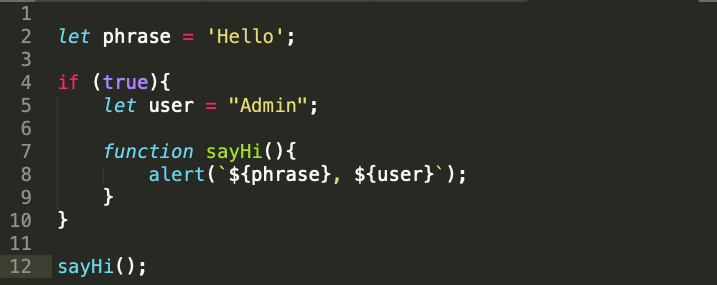 1
2 let phrase = 'Hello';
3
4 if (true){
5     let user = "Admin";
6
7     function sayHi(){
8         alert(`${phrase}, ${user}`);
9     }
10 }
11
12 sayHi();